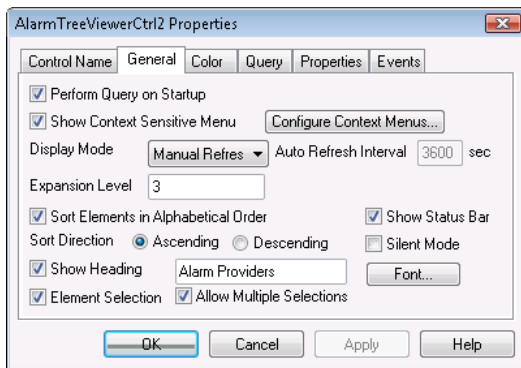 AlarmTreeViewerCtrl2 Properties
Control Name General Color Query Properties Events
Perform Query on Startup
Show Context Sensitive Menu Configure Context Menus...
Display Mode Manual Refres Auto Refresh Interval 3600 sec
Expansion Level 3
Sort Elements in Alphabetical Order Show Status Bar
Sort Direction Ascending Descending Silent Mode
Show Heading Alarm Providers Font...
Element Selection Allow Multiple Selections
OK Cancel Apply Help